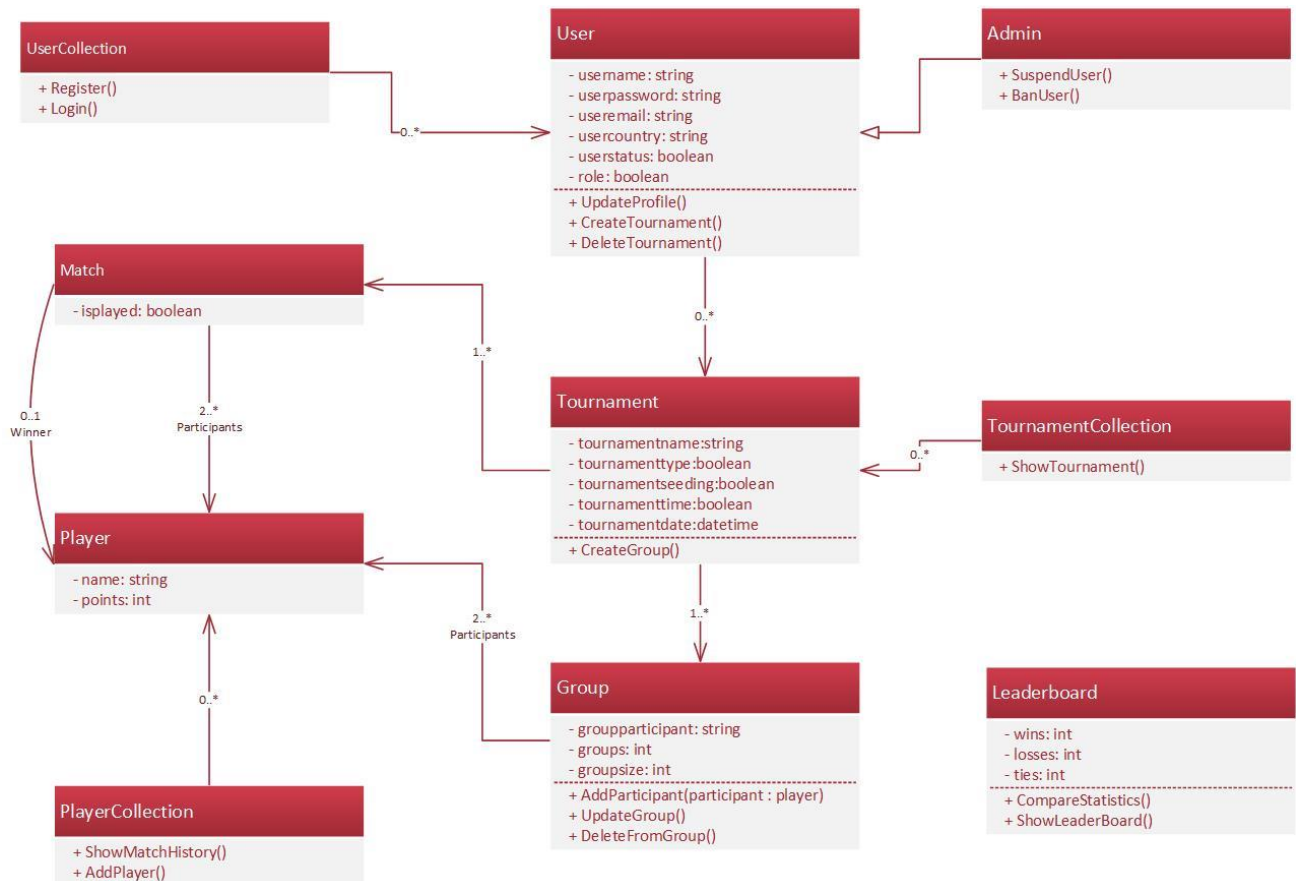 UserCollection
+ Register()
+ Login()
0..*
User
- username: string
- userpassword: string
- useremail: string
- usercountry: string
- userstatus: boolean
- role: boolean
+ UpdateProfile()
+ CreateTournament()
+ DeleteTournament()
Admin
+ SuspendUser()
+ BanUser()
Match
- isplayed: boolean
1..*
0..*
0..1
Winner
2..*
Participants
Tournament
- tournamentname:string
- tournamenttype:boolean
- tournamentseeding:boolean
- tournamenttime:boolean
- tournamentdate:datetime
+ CreateGroup()
0..*
TournamentCollection
+ ShowTournament()
Player
- name: string
- points: int
2..*
Participants
1..*
0..*
Group
- groupparticipant: string
- groups: int
- groupsize: int
+ AddParticipant(participant : player)
+ UpdateGroup()
+ DeleteFromGroup()
Leaderboard
- wins: int
- losses: int
- ties: int
+ CompareStatistics()
+ ShowLeaderBoard()
PlayerCollection
+ ShowMatchHistory()
+ AddPlayer()